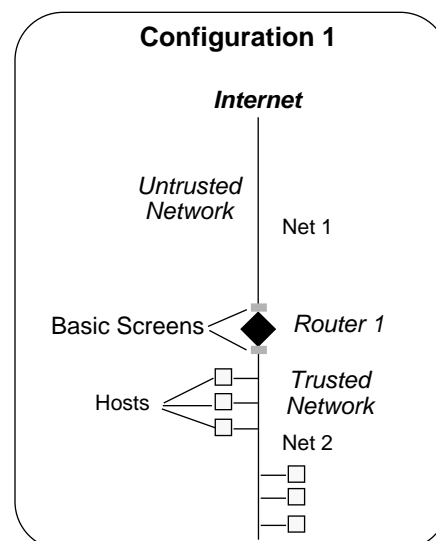 Configuration 1
Internet
Untrusted
Network
Net 1
Basic Screens
Router 1
Hosts
Trusted
Network
Net 2